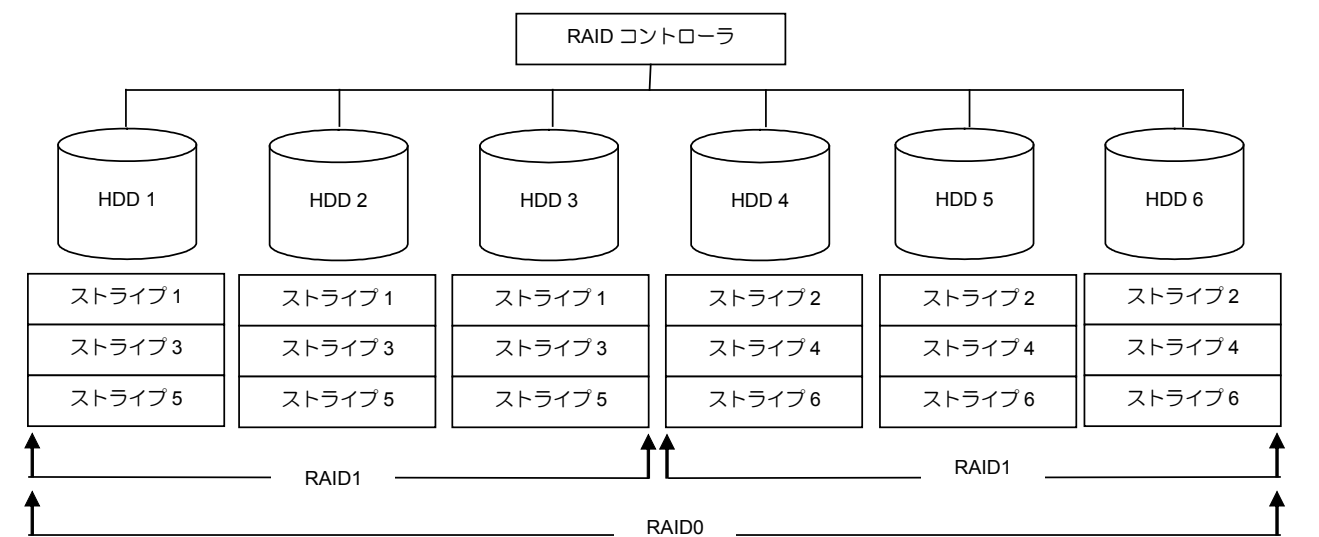 RAID コントローラ
HDD 1
HDD 2
HDD 3
HDD 4
HDD 5
HDD 6
ストライプ 1
ストライプ 1
ストライプ 1
ストライプ 2
ストライプ 2
ストライプ 2
ストライプ 3
ストライプ 3
ストライプ 3
ストライプ 4
ストライプ 4
ストライプ 4
ストライプ 5
ストライプ 5
ストライプ 5
ストライプ 6
ストライプ 6
ストライプ 6
RAID1
RAID1
RAID0